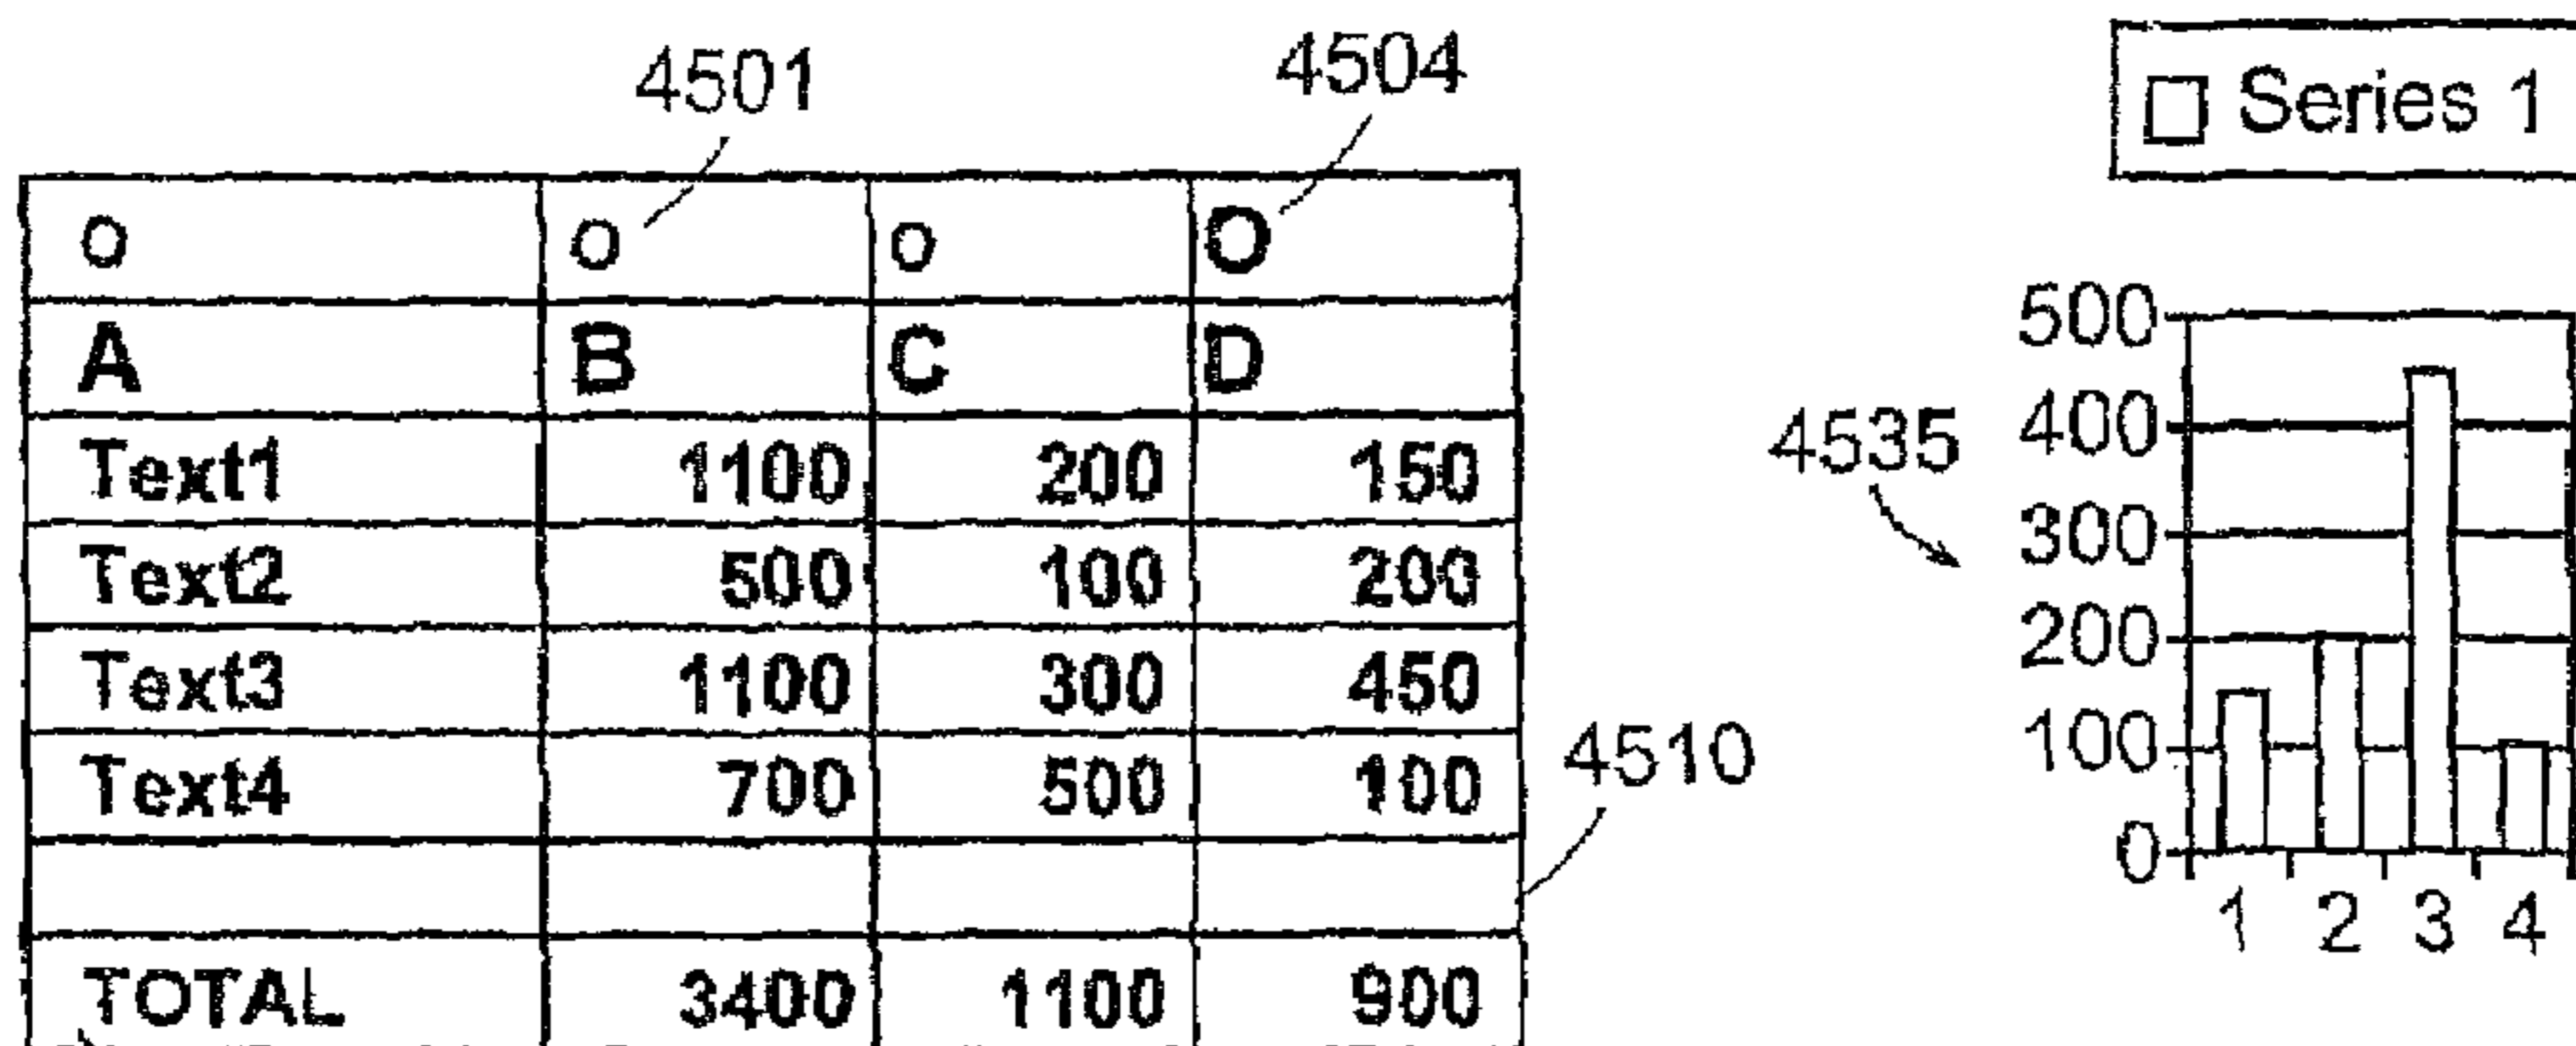 4501 4504
o o o O
A B C D
Text1 1100 200 150
Text2 500 100 200
Text3 1100 300 450
Text4 700 500 100
TOTAL 3400 1100 900
4510
Series 1
4535
500
400
300
200
100
0
1 2 3 4